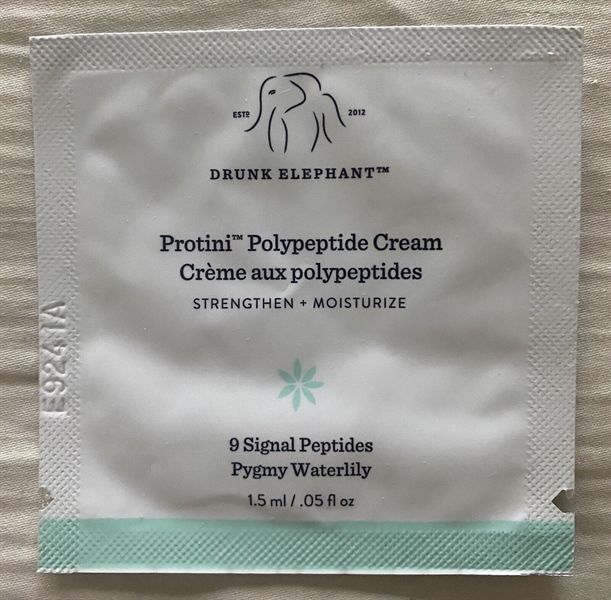 ESTD 2012
DRUNK ELEPHANT™
Protini™ Polypeptide Cream
Crème aux polypeptides
STRENGTHEN + MOISTURIZE
9 Signal Peptides
Pygmy Waterlily
1.5 ml / .05 fl oz
E9241A